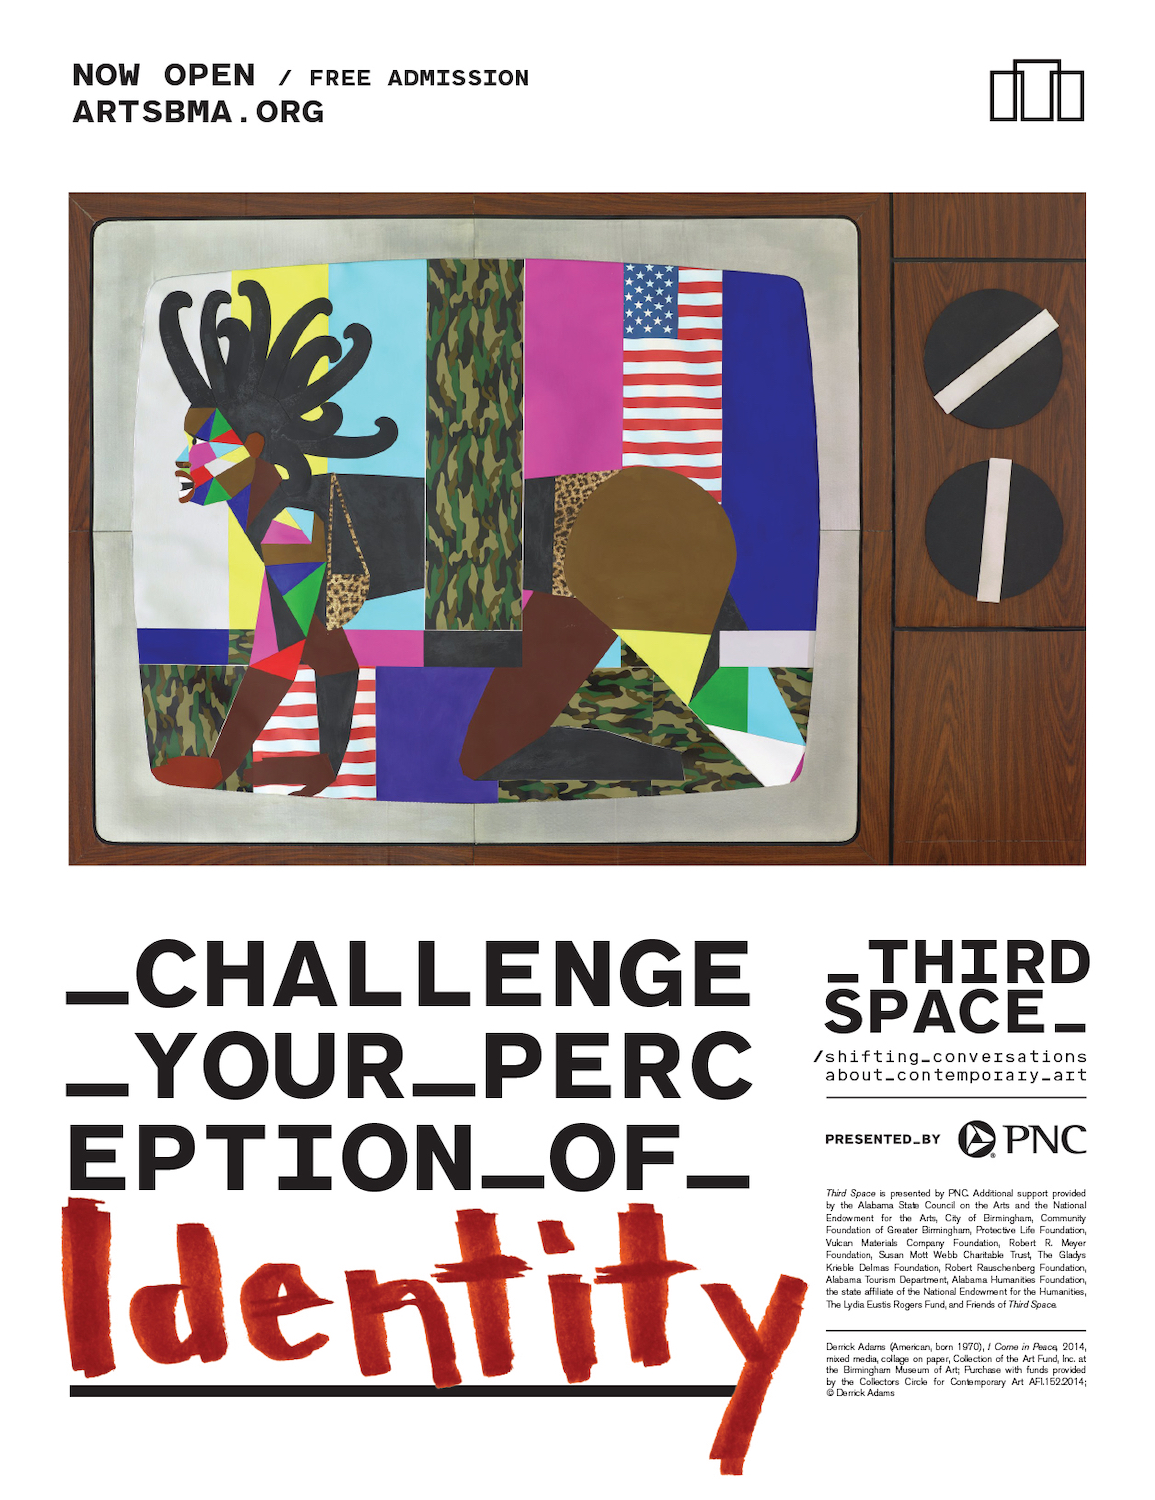 NOW OPEN / FREE ADMISSION
ARTSBMA.ORG
_CHALLENGE
_YOUR_PERC
EPTION_OF_
Identity
_THIRD
SPACE_
/shifting_conversations
about_contemporary_art
PRESENTED_BY PNC
Third Space is presented by PNC. Additional support provided
by the Alabama State Council on the Arts and the National
Endowment for the Arts, City of Birmingham, Community
Foundation of Greater Birmingham, Protective Life Foundation,
Vulcan Materials Company Foundation, Robert R. Meyer
Foundation, Susan Mott Webb Charitable Trust, The Gladys
Krieble Delmas Foundation, Robert Rauschenberg Foundation,
Alabama Tourism Department, Alabama Humanities Foundation,
the state affiliate of the National Endowment for the Humanities,
The Lydia Eustis Rogers Fund, and Friends of Third Space.
Derrick Adams (American, born 1970), I Come in Peace, 2014,
mixed media, collage on paper, Collection of the Art Fund, Inc. at
the Birmingham Museum of Art; Purchase with funds provided
by the Collectors Circle for Contemporary Art AFI.152.2014;
© Derrick Adams